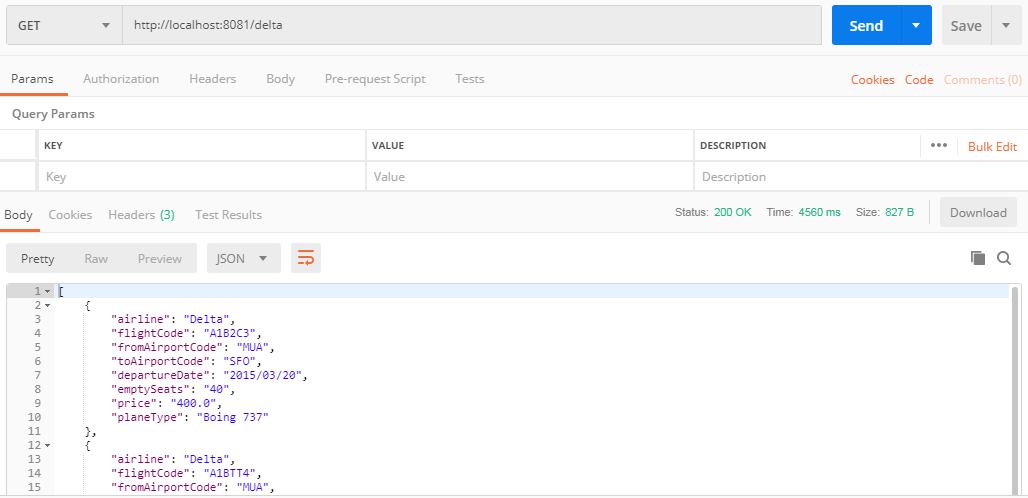 GET http://localhost:8081/delta Send Save
Params Authorization Headers Body Pre-request Script Tests Cookies Code Comments (0)
Query Params
KEY VALUE DESCRIPTION ••• Bulk Edit
Key Value Description
Body Cookies Headers (3) Test Results Status: 200 OK Time: 4560 ms Size: 827 B Download
Pretty Raw Preview JSON
1 [
2 {
3 "airline": "Delta",
4 "flightCode": "A1B2C3",
5 "fromAirportCode": "MUA",
6 "toAirportCode": "SFO",
7 "departureDate": "2015/03/20",
8 "emptySeats": "40",
9 "price": "400.0",
10 "planeType": "Boing 737"
11 },
12 {
13 "airline": "Delta",
14 "flightCode": "A1BTT4",
15 "fromAirportCode": "MUA",